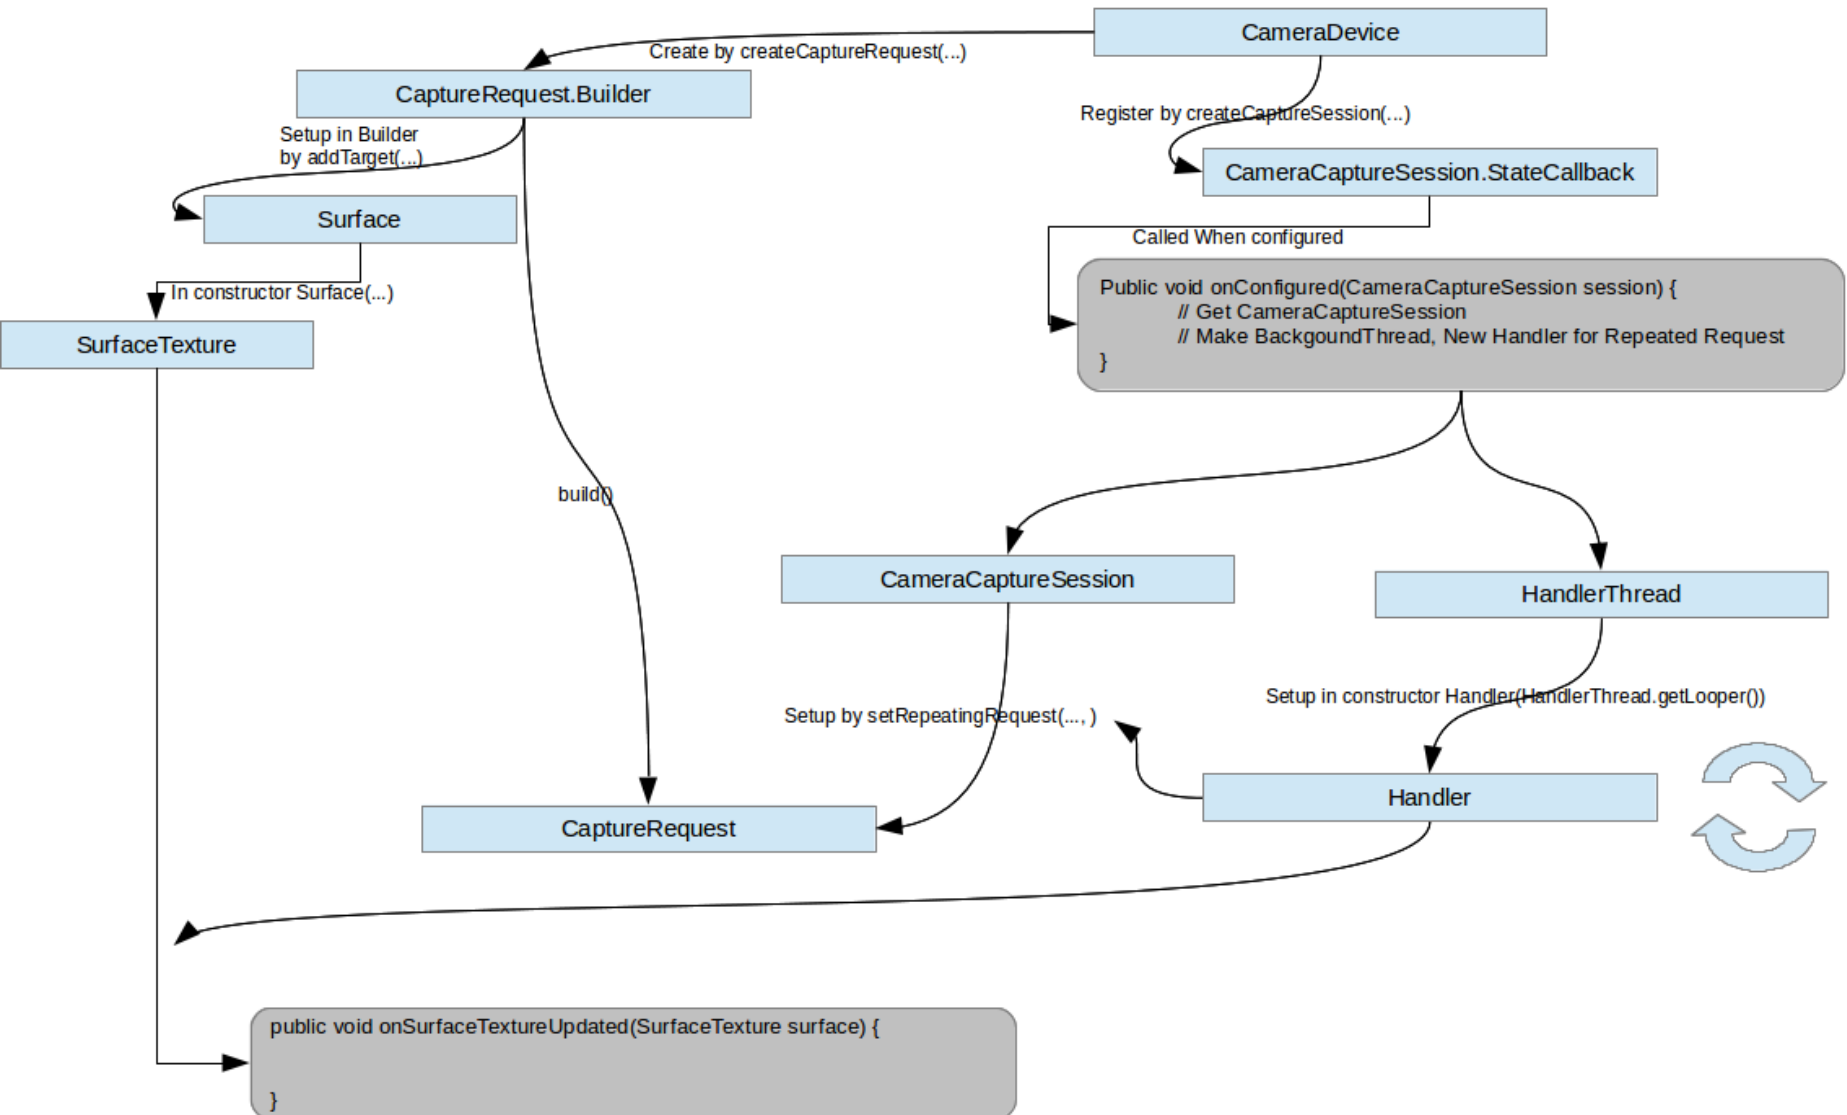 CameraDevice
Create by createCaptureRequest(...)
CaptureRequest.Builder
Register by createCaptureSession(...)
Setup in Builder
by addTarget(...)
CameraCaptureSession.StateCallback
Surface
Called When configured
In constructor Surface(...)
Public void onConfigured(CameraCaptureSession session) {
// Get CameraCaptureSession
// Make BackgoundThread, New Handler for Repeated Request
}
SurfaceTexture
build()
CameraCaptureSession
HandlerThread
Setup in constructor Handler(HandlerThread.getLooper())
Setup by setRepeatingRequest(..., )
Handler
CaptureRequest
public void onSurfaceTextureUpdated(SurfaceTexture surface) {
}